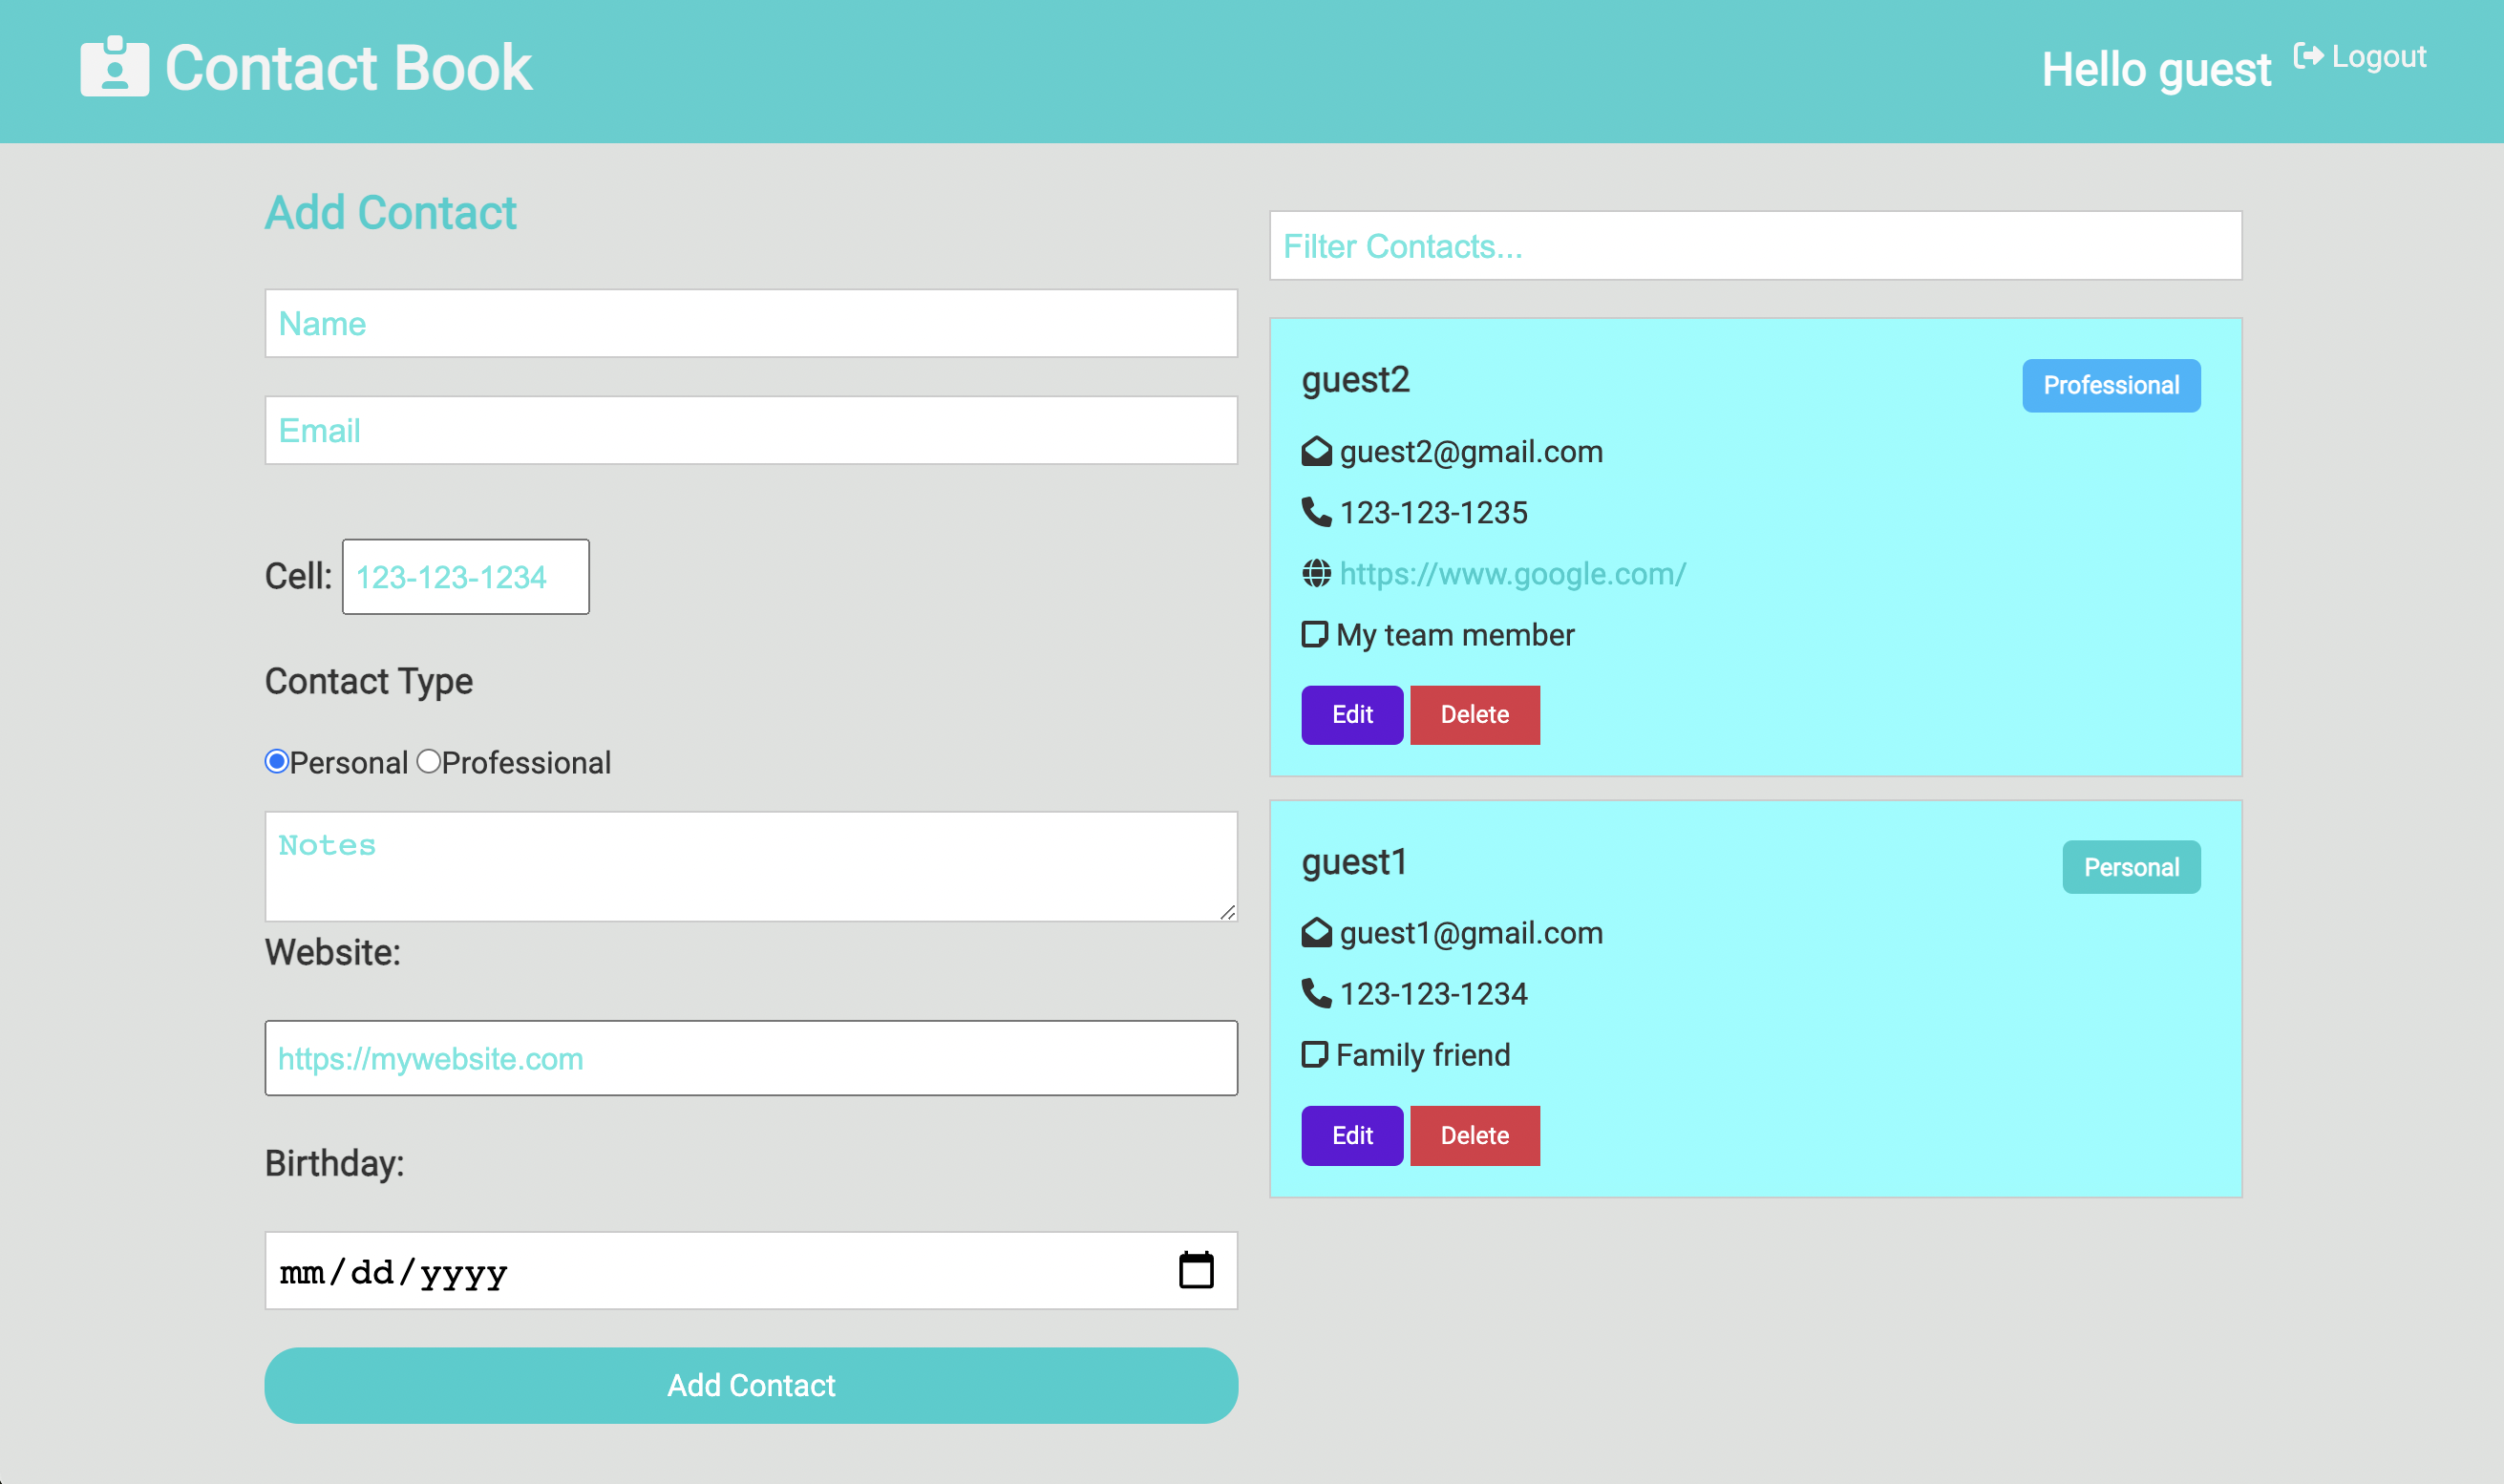 Contact Book
Hello guest
Logout
Add Contact
Name
Email
Cell: 123-123-1234
Contact Type
Personal Professional
Notes
Website:
https://mywebsite.com
Birthday:
mm/dd/yyyy
Add Contact
Filter Contacts...
guest2
Professional
guest2@gmail.com
123-123-1235
https://www.google.com/
My team member
Edit Delete
guest1
Personal
guest1@gmail.com
123-123-1234
Family friend
Edit Delete